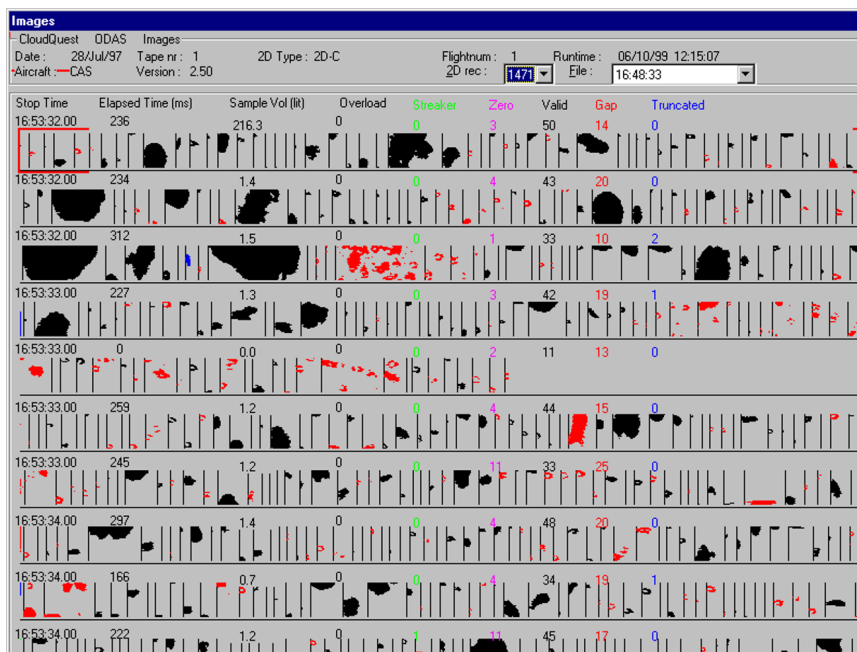 Images
CloudQuest ODAS Images
Date : 28/Jul/97 Tape nr : 1 2D Type : 2D-C Flightnum : 1 Runtime : 06/10/99 12:15:07
Aircraft : CAS Version : 2.50 2D rec : 1471 File : 16:48:33
Stop Time Elapsed Time (ms) Sample Vol (lit) Overload Streaker Zero Valid Gap Truncated
16:53:32.00 236 216.3 0 0 3 50 14 0
16:53:32.00 234 1.4 0 0 4 43 20 0
16:53:32.00 312 1.5 0 0 1 33 10 2
16:53:33.00 227 1.3 0 0 3 42 19 1
16:53:33.00 0 0.0 0 0 2 11 13 0
16:53:33.00 259 1.2 0 0 4 44 15 0
16:53:33.00 245 1.2 0 0 11 33 25 0
16:53:34.00 297 1.4 0 0 4 48 20 0
16:53:34.00 166 0.7 0 0 4 34 19 1
16:53:34.00 222 1.2 0 1 11 45 17 0